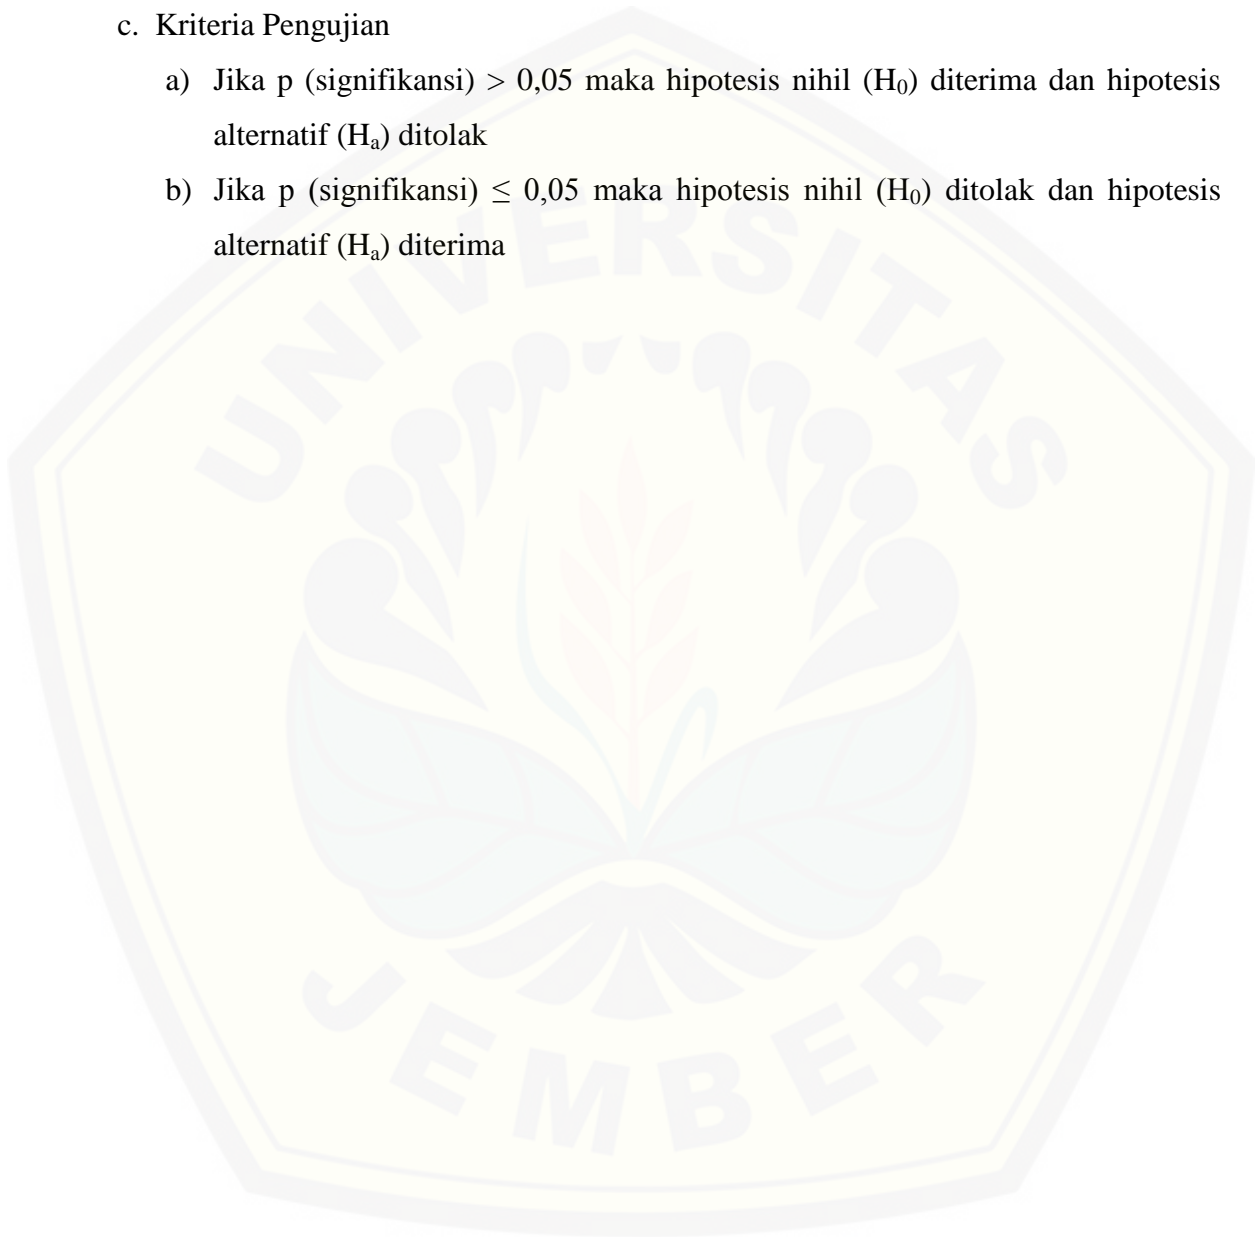 c. Kriteria Pengujian
a) Jika p (signifikansi) > 0,05 maka hipotesis nihil (H₀) diterima dan hipotesis
alternatif (Hₐ) ditolak
b) Jika p (signifikansi) ≤ 0,05 maka hipotesis nihil (H₀) ditolak dan hipotesis
alternatif (Hₐ) diterima
UNIVERSITAS
JEMBER